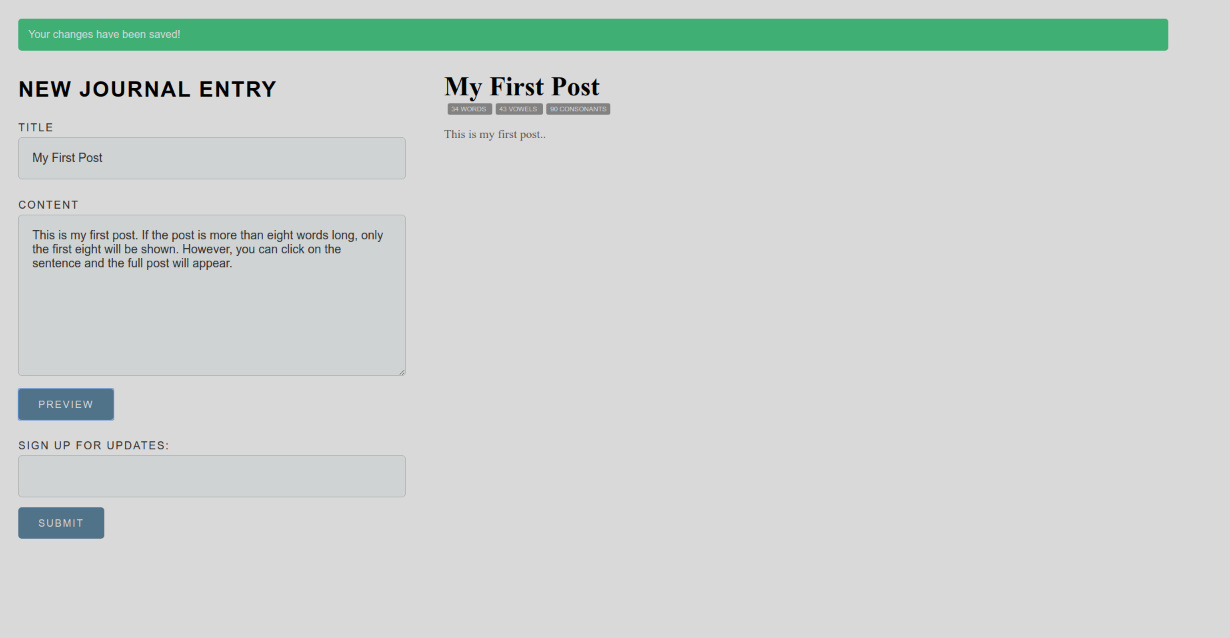 Your changes have been saved!
NEW JOURNAL ENTRY
TITLE
My First Post
CONTENT
This is my first post. If the post is more than eight words long, only
the first eight will be shown. However, you can click on the
sentence and the full post will appear.
PREVIEW
SIGN UP FOR UPDATES:
SUBMIT
My First Post
34 WORDS 43 VOWELS 90 CONSONANTS
This is my first post..